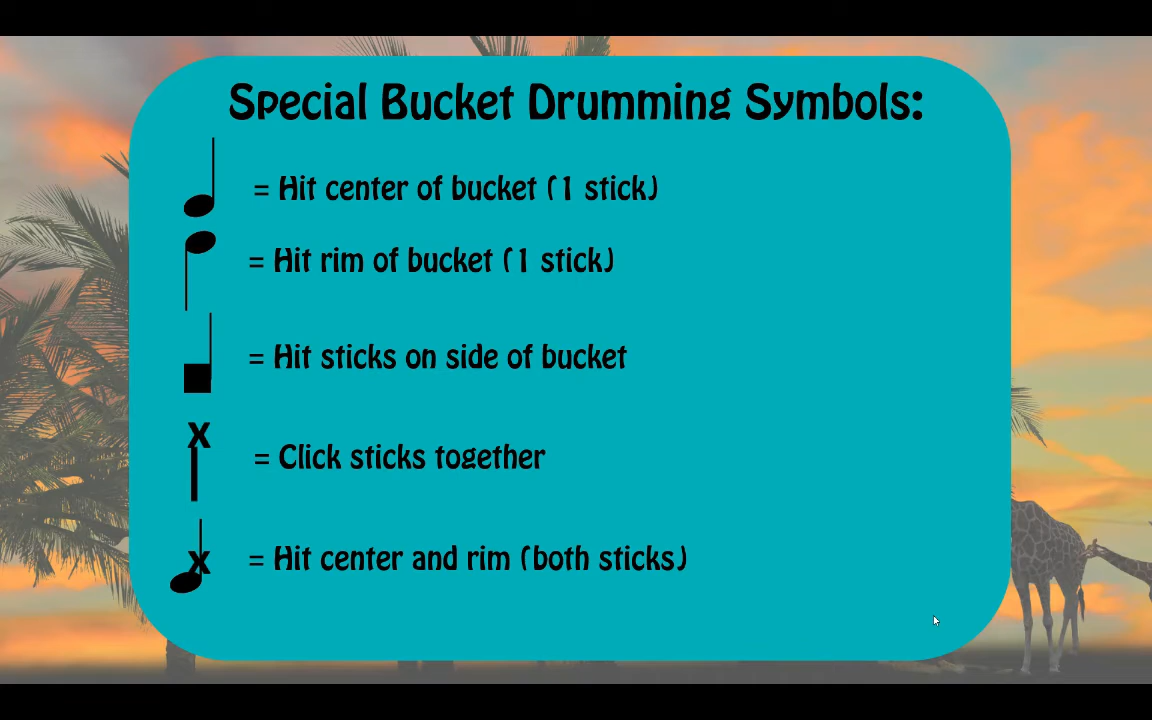 Special Bucket Drumming Symbols:
= Hit center of bucket (1 stick)
= Hit rim of bucket (1 stick)
= Hit sticks on side of bucket
x
= Click sticks together
x
= Hit center and rim (both sticks)